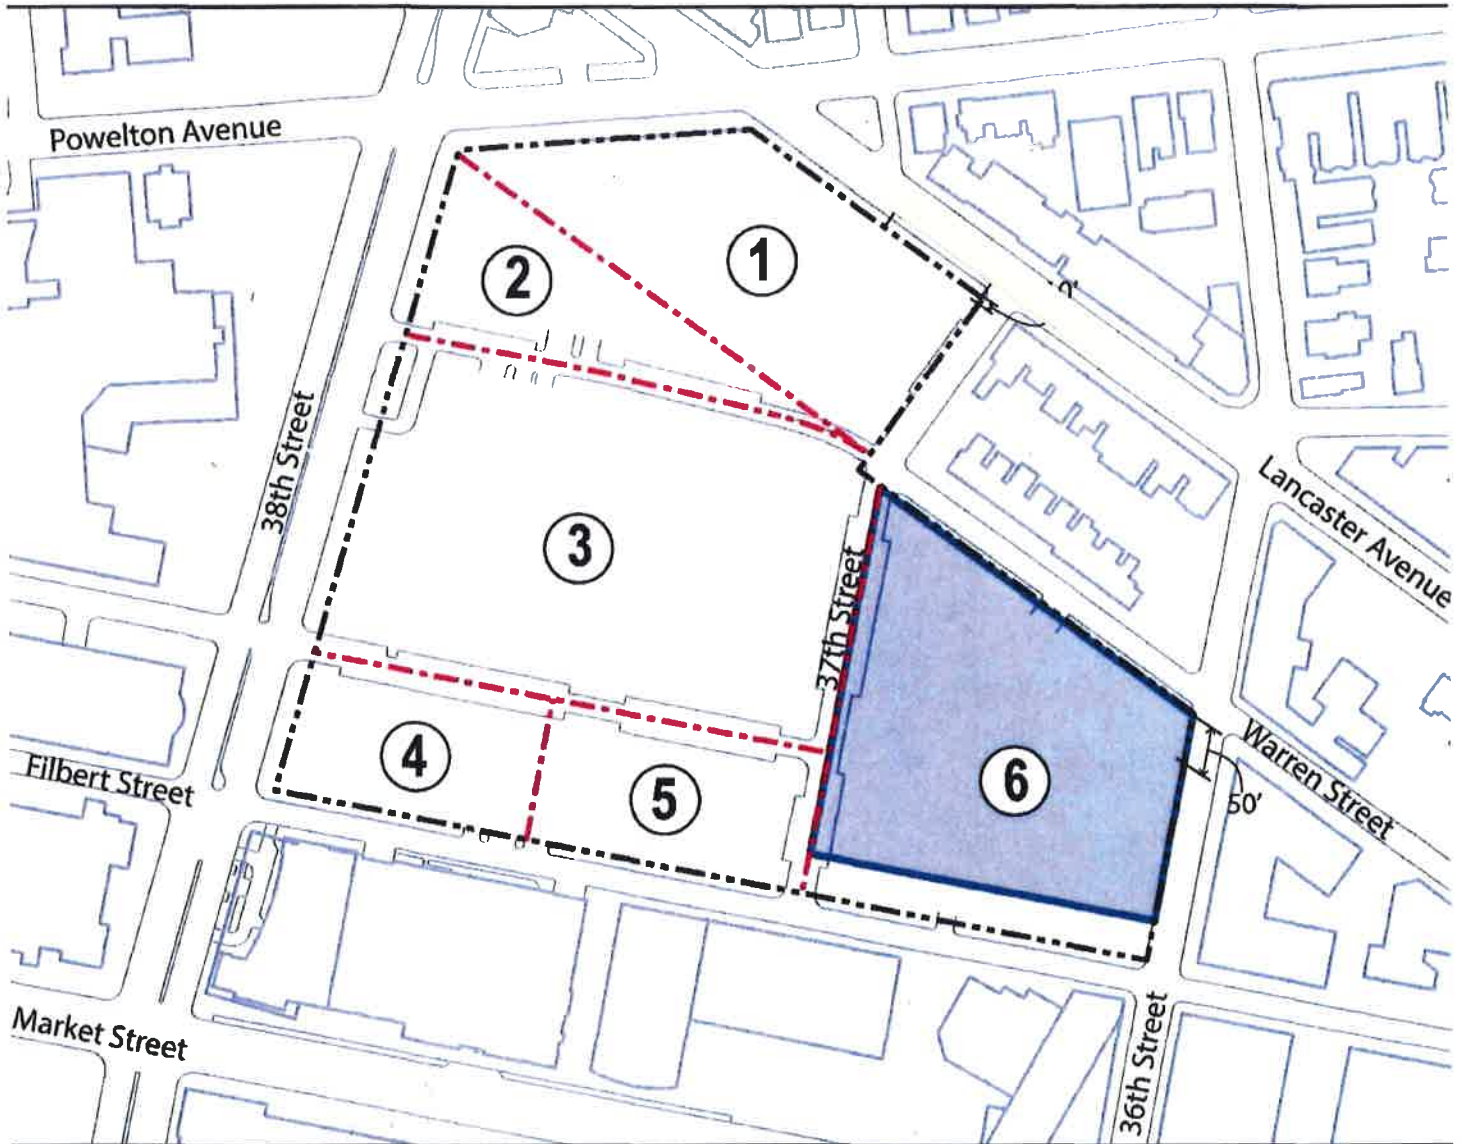 Powelton Avenue
1
2
38th Street
3
Lancaster Avenue
37th Street
4
Filbert Street
5
6
Warren Street
50'
Market Street
36th Street